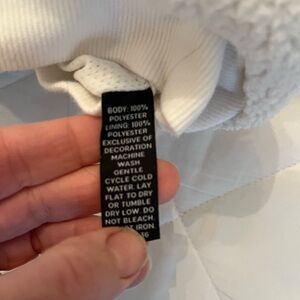 BODY: 100%
POLYESTER
LINING: 100%
POLYESTER
EXCLUSIVE OF
DECORATION
MACHINE
WASH
GENTLE
CYCLE COLD
WATER. LAY
FLAT TO DRY
OR TUMBLE
DRY LOW. DO
NOT BLEACH.
IRON.